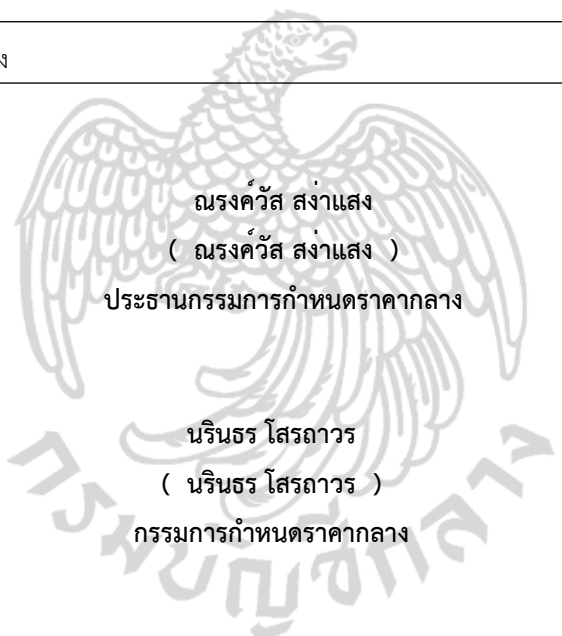 ง
ณรงค์วัส สง่าแสง
( ณรงค์วัส สง่าแสง )
ประธานกรรมการกำหนดราคากลาง
นรินธร โสรถาวร
( นรินธร โสรถาวร )
กรรมการกำหนดราคากลาง
กรมบัญชีกลาง